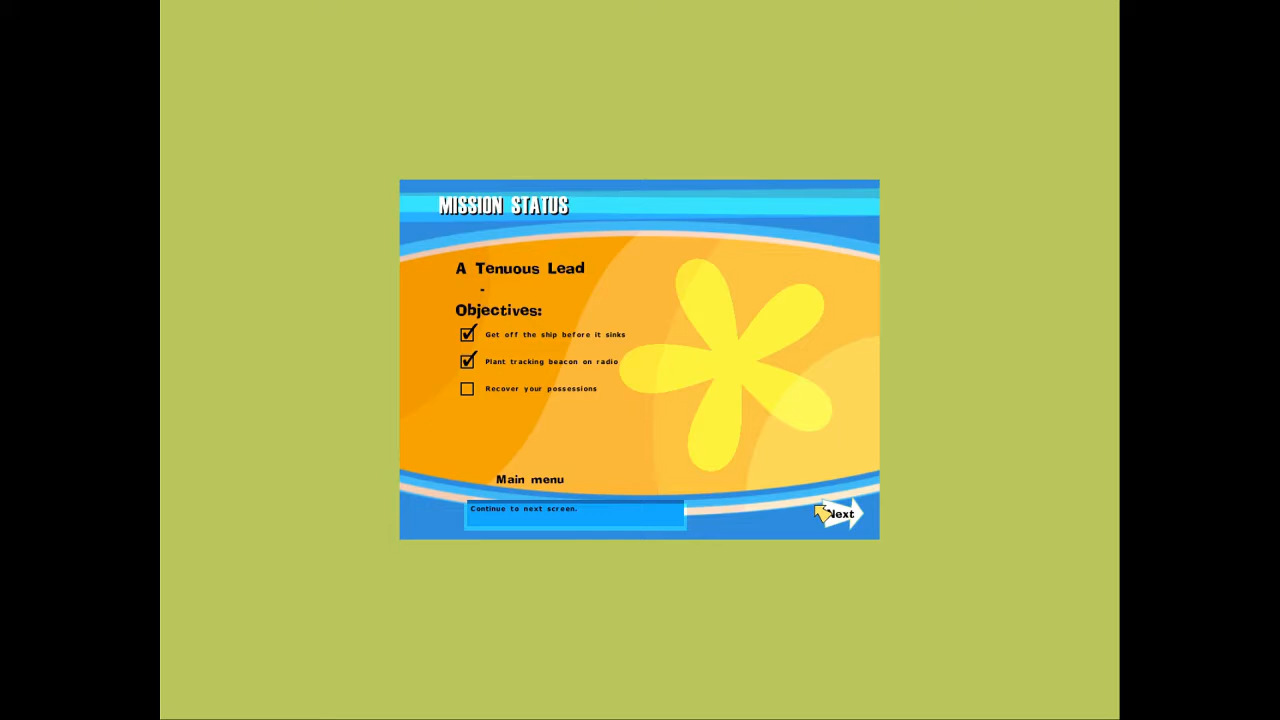 MISSION STATUS
A Tenuous Lead
-
Objectives:
Get off the ship before it sinks
Plant tracking beacon on radio
Recover your possessions
Main menu
Continue to next screen.
Next